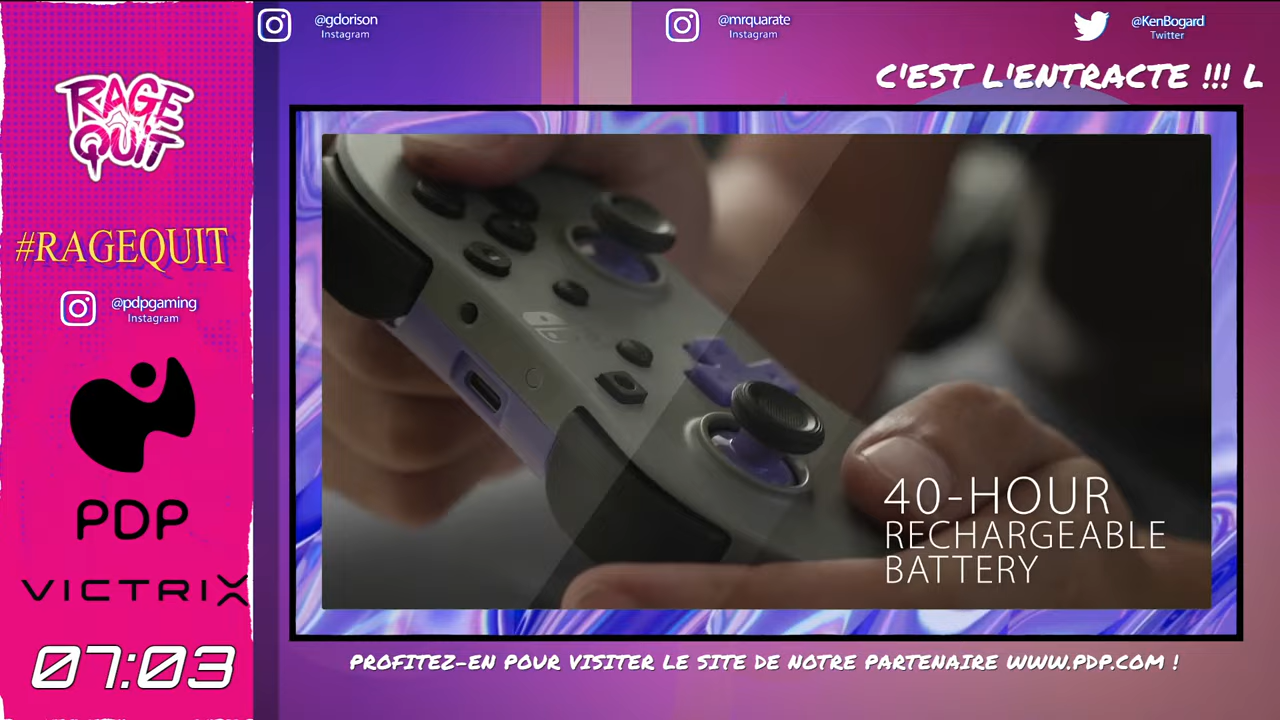 @gdorison
Instagram
@mrquarate
Instagram
@KenBogard
Twitter
C'EST L'ENTRACTE !!! L
RAGE
QUIT
#RAGEQUIT
@pdpgaming
Instagram
PDP
VICTRIX
07:03
40-HOUR
RECHARGEABLE
BATTERY
PROFITEZ-EN POUR VISITER LE SITE DE NOTRE PARTENAIRE WWW.PDP.COM !